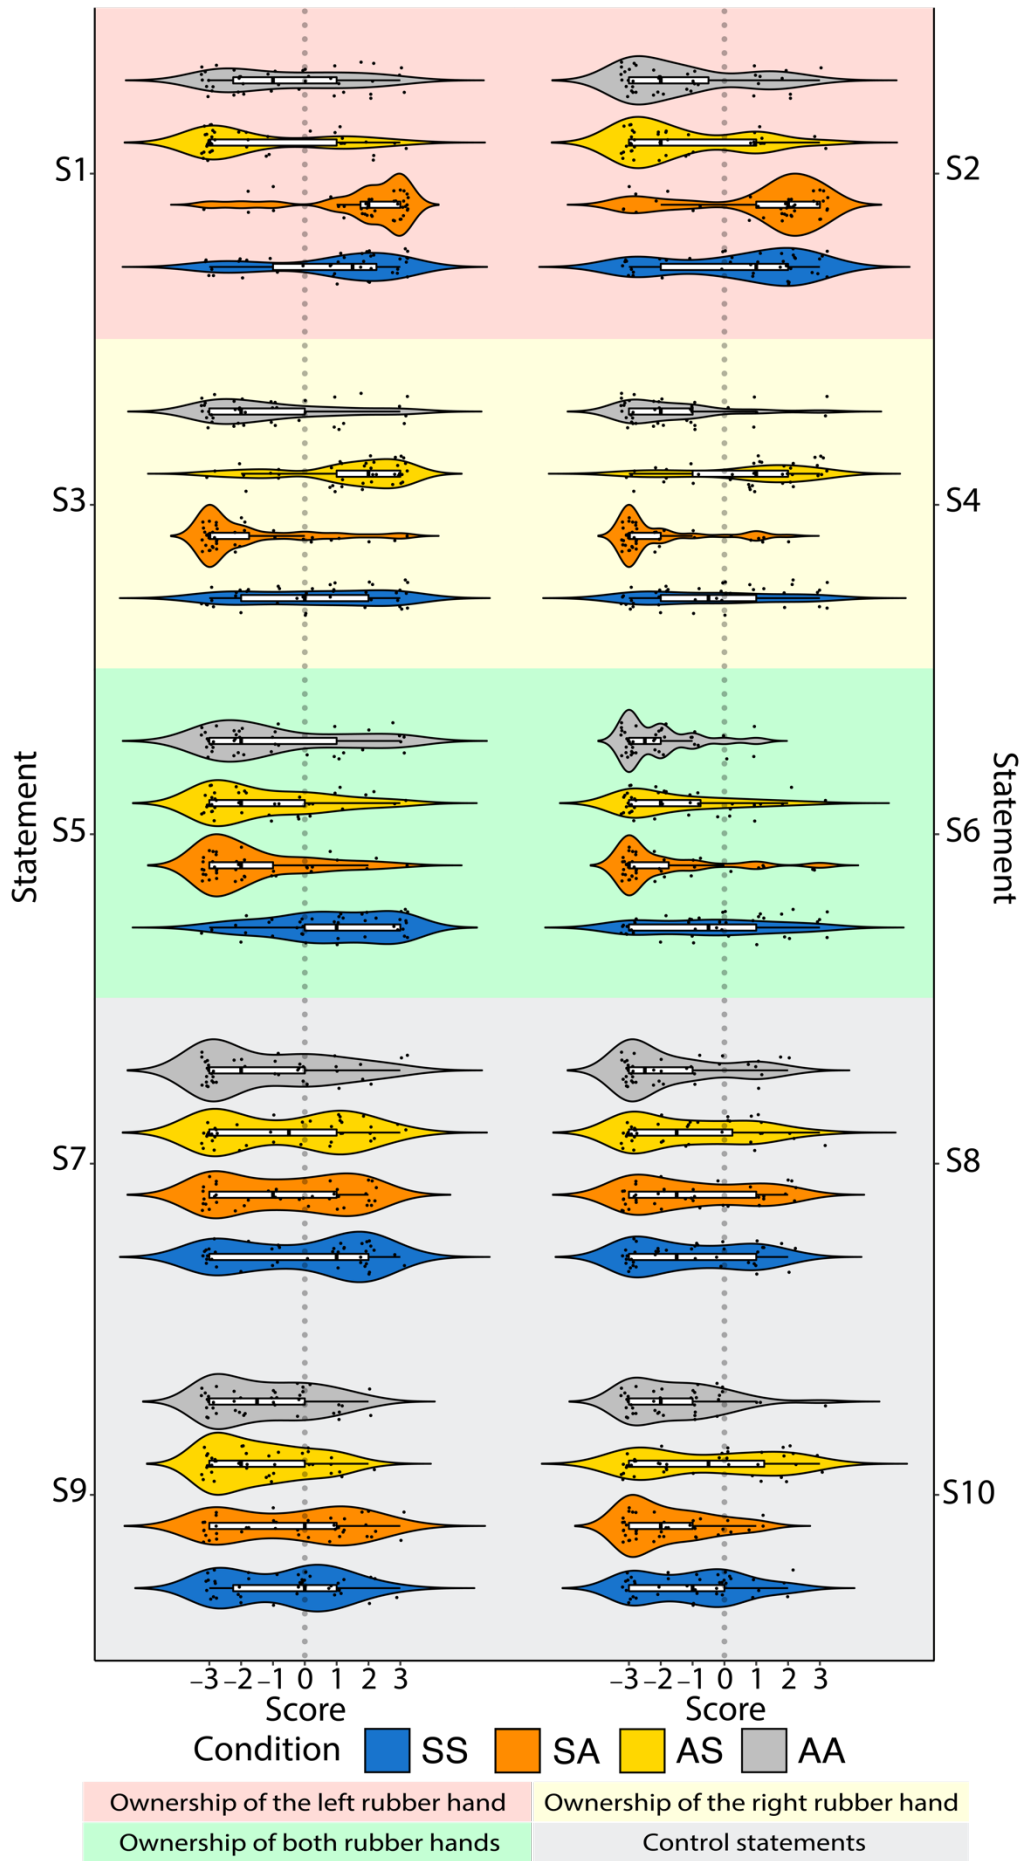 S1
S2
S3
S4
Statement
Statement
S5
S6
S7
S8
S9
S10
–3 –2 –1 0 1 2 3
–3 –2 –1 0 1 2 3
Score
Score
Condition SS SA AS AA
Ownership of the left rubber hand
Ownership of the right rubber hand
Ownership of both rubber hands
Control statements